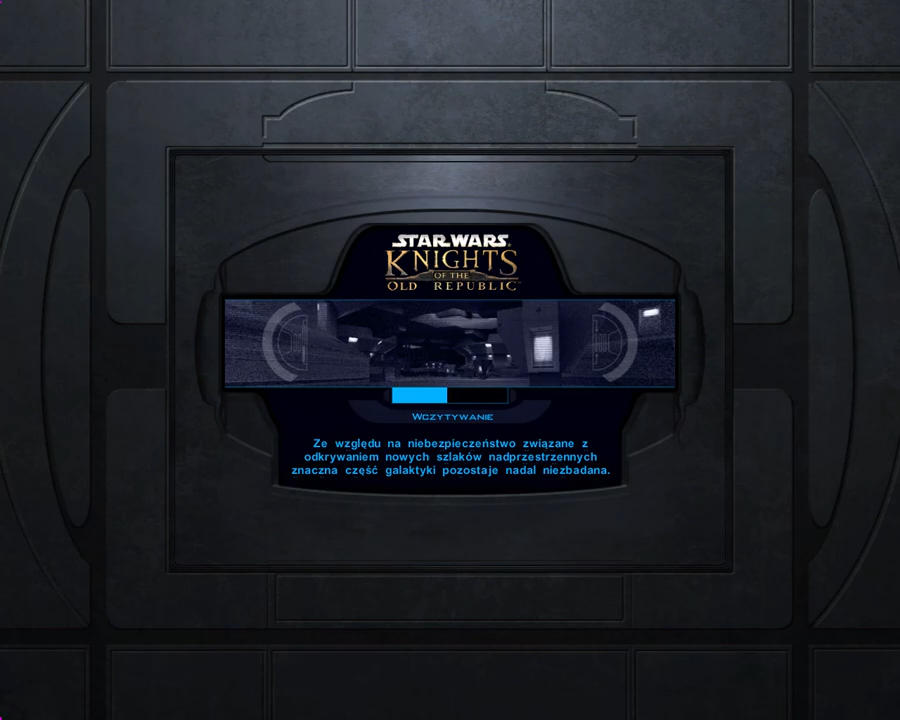 STAR WARS
KNIGHTS
OF THE
OLD REPUBLIC
WCZYTYWANIE
Ze względu na niebezpieczeństwo związane z
odkrywaniem nowych szlaków nadprzestrzennych
znaczna część galaktyki pozostaje nadal niezbadana.